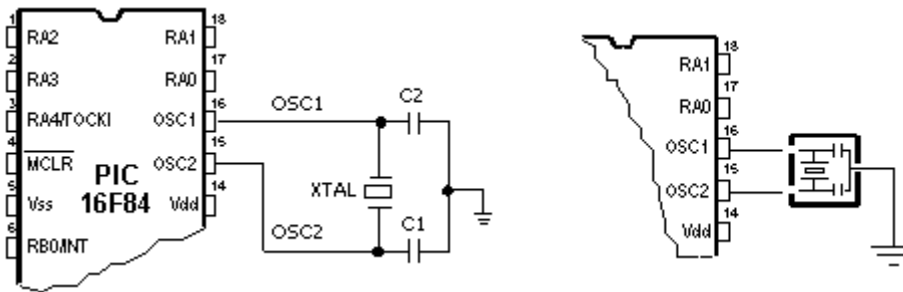 1 18
RA2 RA1
2 17
RA3 RA0
3 16
RA4/TOCKI OSC1
4 15
MCLR OSC2
PIC
16F84
5 14
Vss Vdd
6
RB0/INT
OSC1
C2
XTAL
OSC2
C1
18
RA1
17
RA0
16
OSC1
15
OSC2
14
Vdd